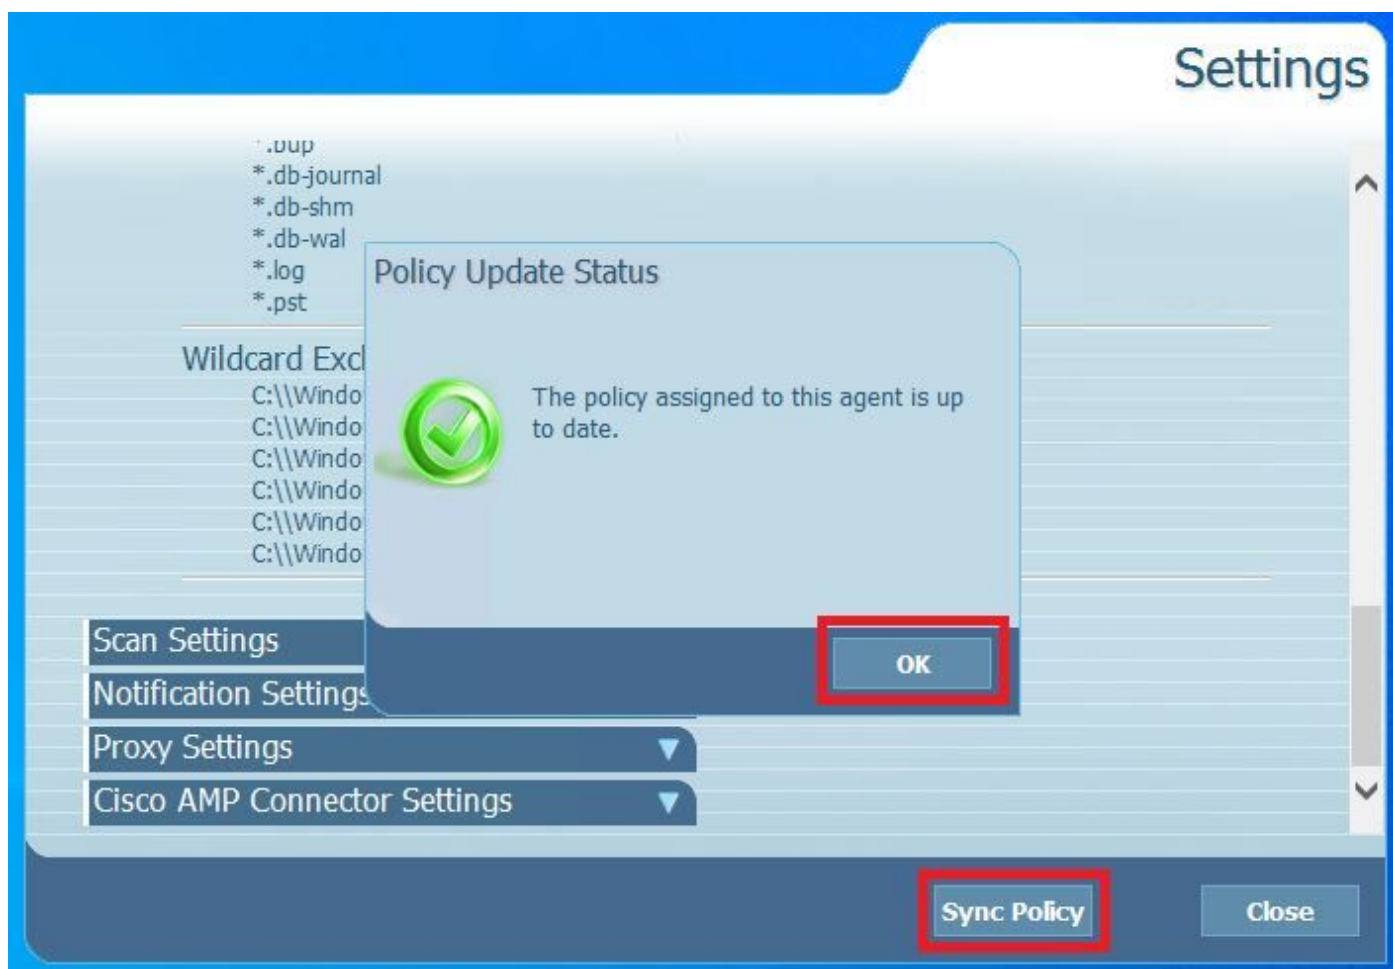 Settings
*.bup
*.db-journal
*.db-shm
*.db-wal
*.log
*.pst
Policy Update Status
Wildcard Excl
C:\\Windo
C:\\Windo
C:\\Windo
C:\\Windo
C:\\Windo
C:\\Windo
The policy assigned to this agent is up
to date.
OK
Scan Settings
Notification Settings
Proxy Settings
Cisco AMP Connector Settings
Sync Policy
Close